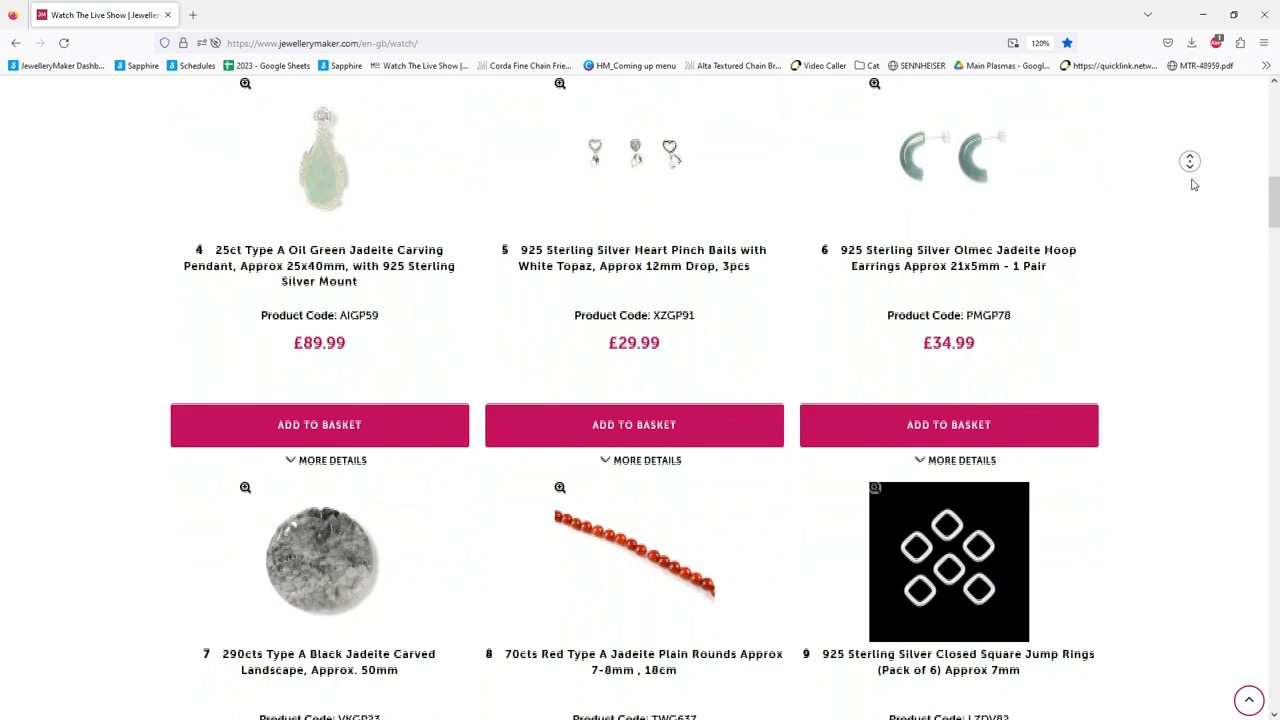 Watch The Live Show | Jeweller
https://www.jewellerymaker.com/en-gb/watch/
120%
1
JewelleryMaker Dashb...
Sapphire
Schedules
2023 - Google Sheets
Sapphire
Watch The Live Show |...
Corda Fine Chain Frie...
HM_Coming up menu
Alta Textured Chain Br...
Video Caller
Cat
SENNHEISER
Main Plasmas - Googl...
https://quicklink.netw...
MTR-48959.pdf
4 25ct Type A Oil Green Jadeite Carving
Pendant, Approx 25x40mm, with 925 Sterling
Silver Mount
Product Code: AIGP59
£89.99
ADD TO BASKET
MORE DETAILS
5 925 Sterling Silver Heart Pinch Bails with
White Topaz, Approx 12mm Drop, 3pcs
Product Code: XZGP91
£29.99
ADD TO BASKET
MORE DETAILS
6 925 Sterling Silver Olmec Jadeite Hoop
Earrings Approx 21x5mm - 1 Pair
Product Code: PMGP78
£34.99
ADD TO BASKET
MORE DETAILS
7 290cts Type A Black Jadeite Carved
Landscape, Approx. 50mm
Product Code: VKGP23
8 70cts Red Type A Jadeite Plain Rounds Approx
7-8mm , 18cm
Product Code: TWG637
9 925 Sterling Silver Closed Square Jump Rings
(Pack of 6) Approx 7mm
Product Code: LZDV82